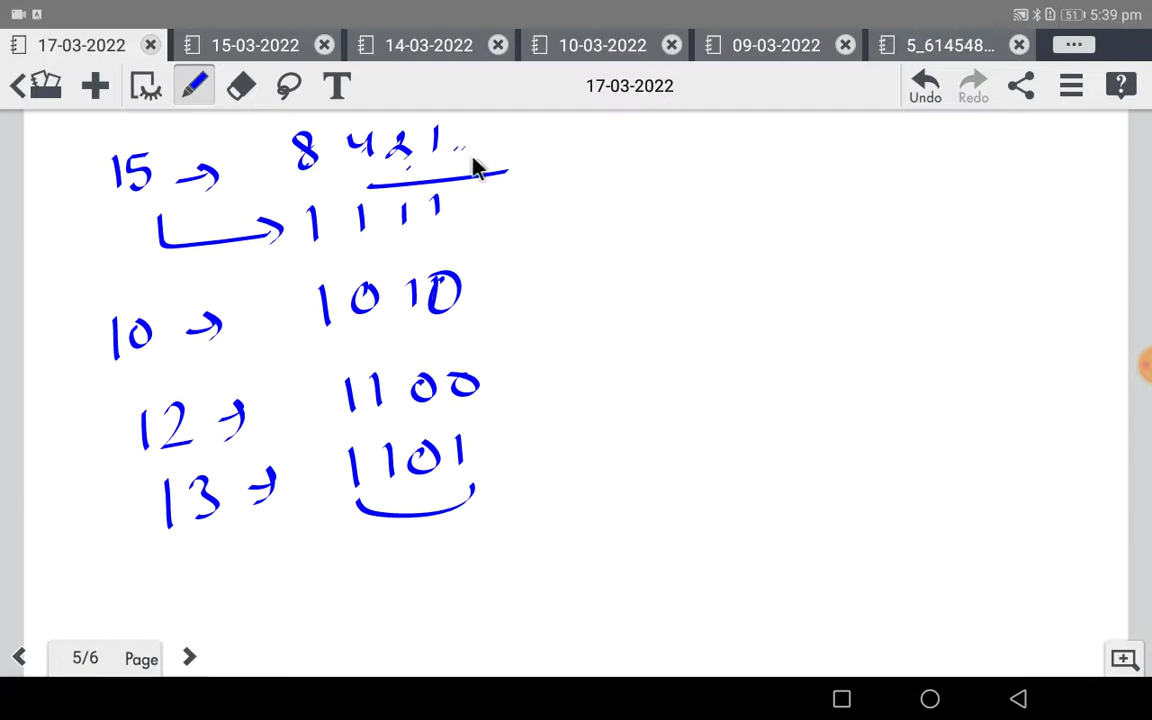 51 5:39 pm
17-03-2022 15-03-2022 14-03-2022 10-03-2022 09-03-2022 5_614548... ...
T 17-03-2022 Undo Redo ?
15 → 8 4 2 1 ..
1 1 1 1
10 → 1 0 1 0
12 → 1 1 0 0
13 → 1 1 0 1
5/6 Page